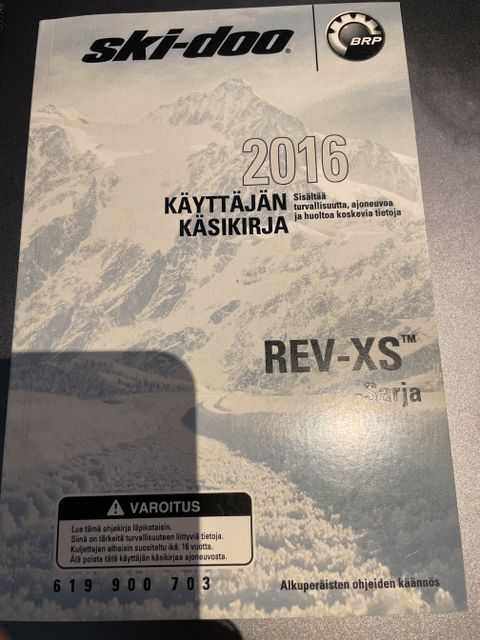 ski-doo®
BRP
2016
KÄYTTÄJÄN
KÄSIKIRJA
Sisältää
turvallisuutta, ajoneuvoa
ja huoltoa koskevia tietoja
REV-XS™
-Sarja
VAROITUS
Lue tämä ohjekirja läpikotaisin.
Siinä on tärkeitä turvallisuuteen liittyviä tietoja.
Kuljettajan alhaisin suositeltu ikä: 16 vuotta.
Älä poista tätä käyttäjän käsikirjaa ajoneuvosta.
619 900 703
Alkuperäisten ohjeiden käännös